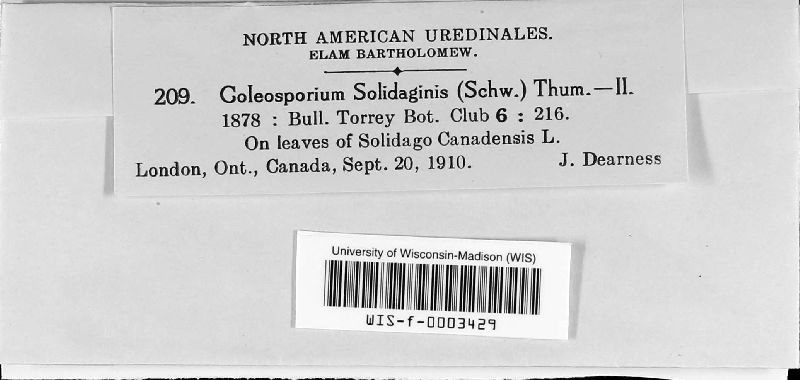 NORTH AMERICAN UREDINALES.
ELAM BARTHOLOMEW.
209. Coleosporium Solidaginis (Schw.) Thum.—II.
1878 : Bull. Torrey Bot. Club 6 : 216.
On leaves of Solidago Canadensis L.
London, Ont., Canada, Sept. 20, 1910. J. Dearness
University of Wisconsin-Madison (WIS)
WIS-f-0003429